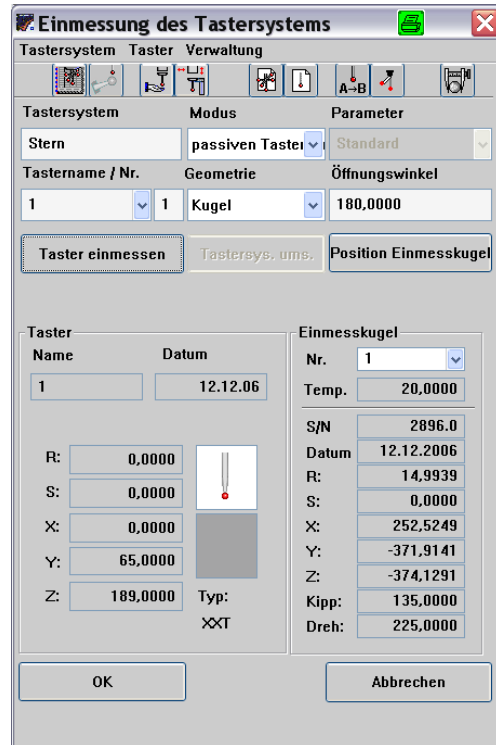 Einmessung des Tastersystems
Tastersystem Taster Verwaltung
A→B
Tastersystem Modus Parameter
Stern passiven Taster Standard
Tastername / Nr. Geometrie Öffnungswinkel
1 1 Kugel 180,0000
Taster einmessen Tastersys. ums. Position Einmesskugel
Taster
Name Datum
1 12.12.06
R: 0,0000
S: 0,0000
X: 0,0000
Y: 65,0000
Z: 189,0000
Typ:
XXT
Einmesskugel
Nr. 1
Temp. 20,0000
S/N 2896.0
Datum 12.12.2006
R: 14,9939
S: 0,0000
X: 252,5249
Y: -371,9141
Z: -374,1291
Kipp: 135,0000
Dreh: 225,0000
OK Abbrechen